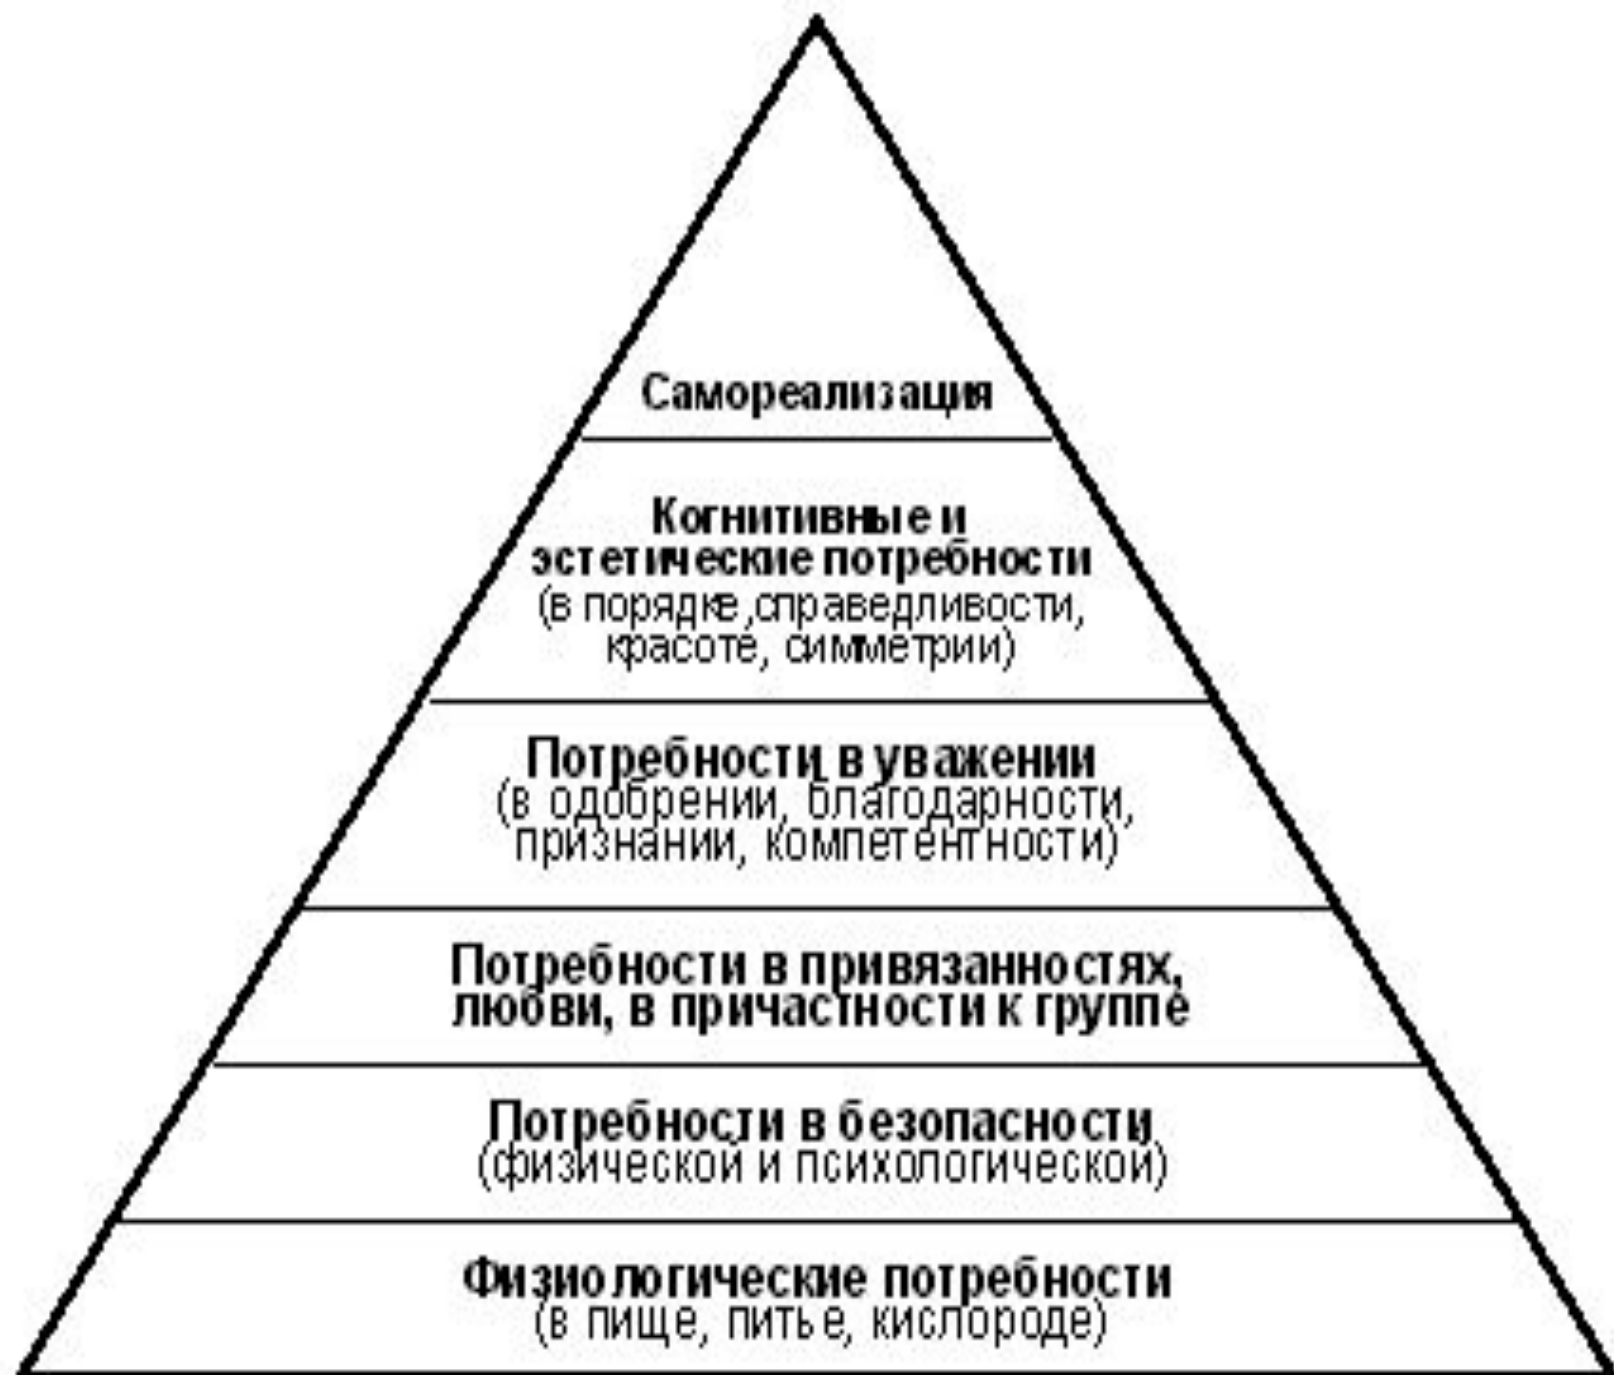 Самореализация
Когнитивные и
эстетические потребности
(в порядке,справедливости,
красоте, симметрии)
Потребности в уважении
(в одобрении, благодарности,
признании, компетентности)
Потребности в привязанностях,
любви, в причастности к группе
Потребности в безопасности
(физической и психологической)
Физиологические потребности
(в пище, питье, кислороде)